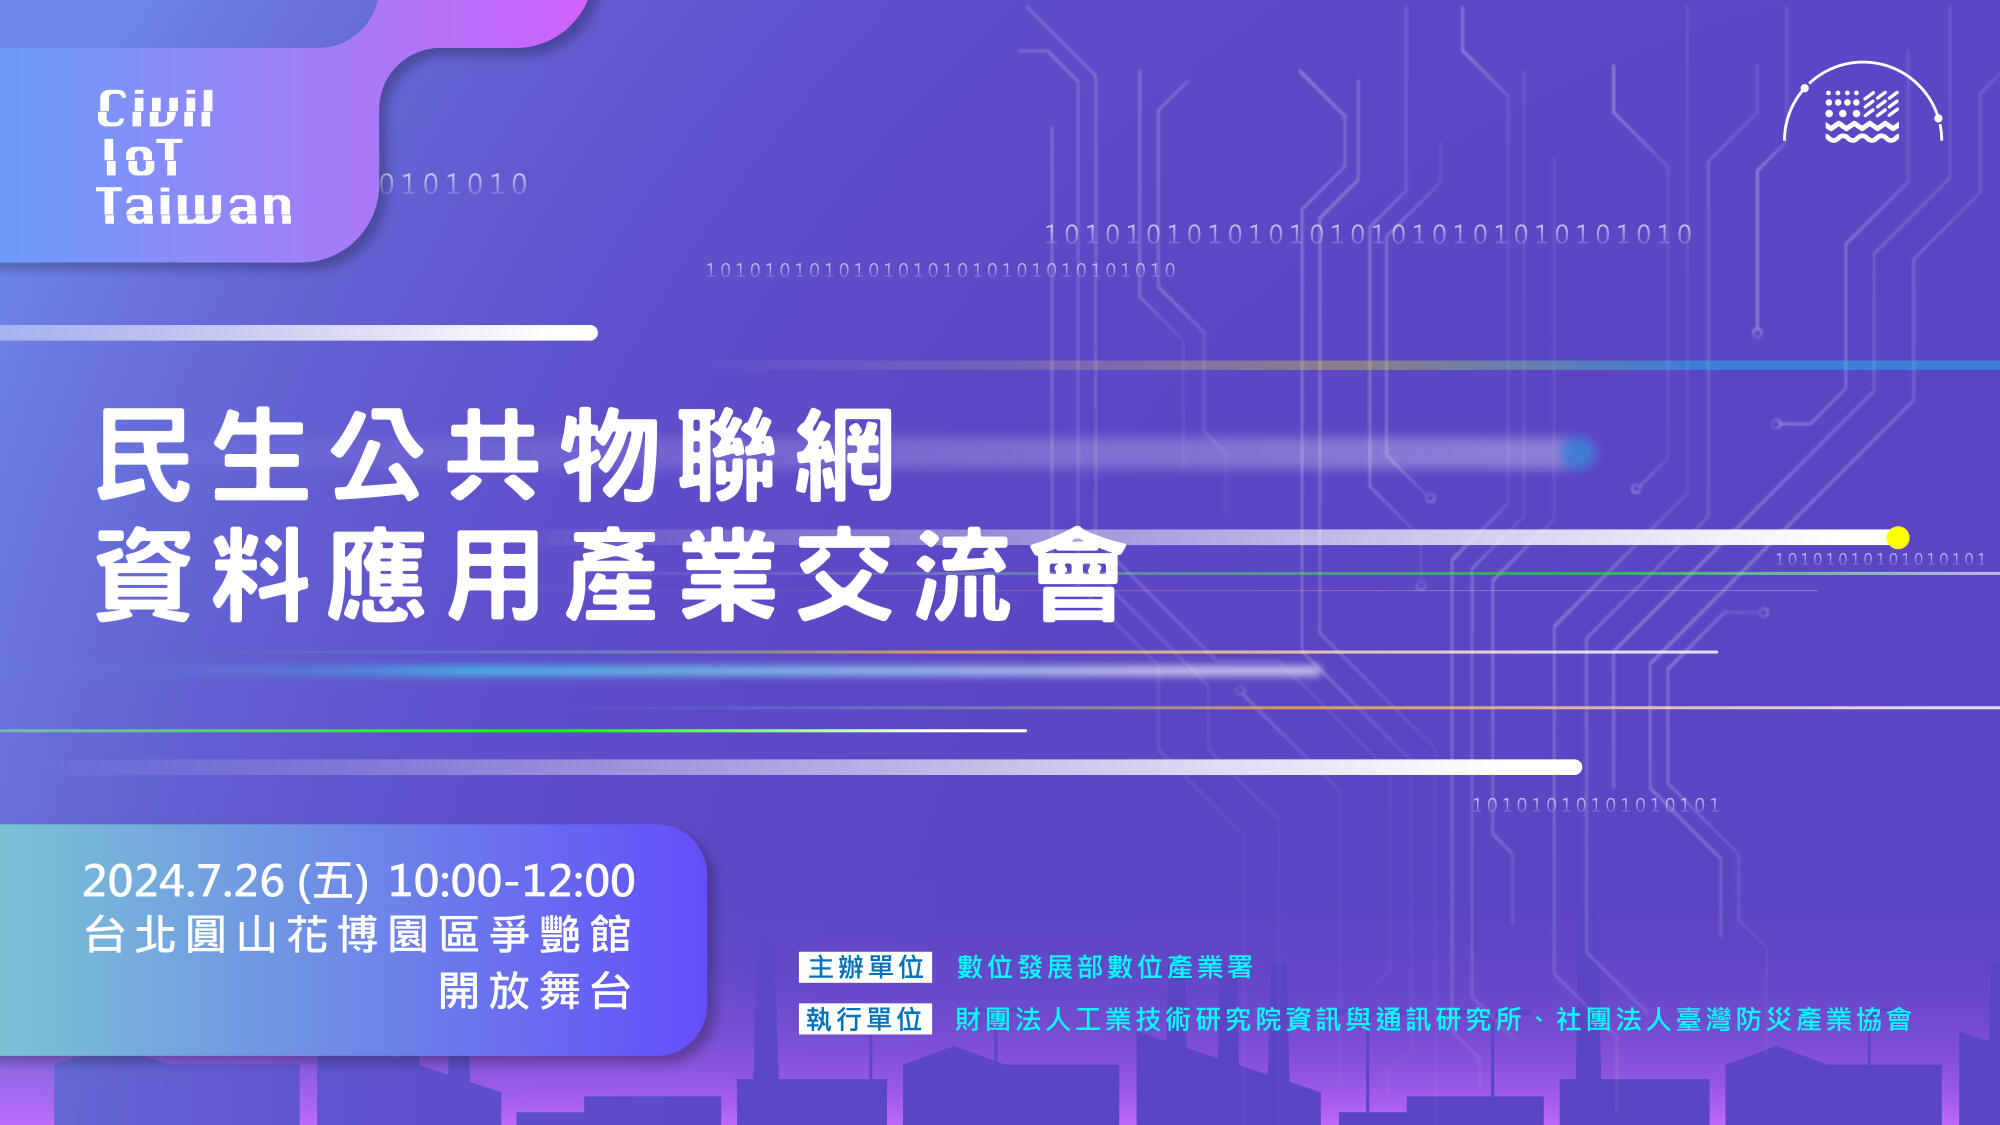 Civil
IoT
Taiwan
0101010
10101010101010101010101010101010
10101010101010101010101010101010
民生公共物聯網
資料應用產業交流會
10101010101010101
10101010101010101
2024.7.26 (五) 10:00-12:00
台北圓山花博園區爭艷館
開放舞台
主辦單位 數位發展部數位產業署
執行單位 財團法人工業技術研究院資訊與通訊研究所、社團法人臺灣防災產業協會